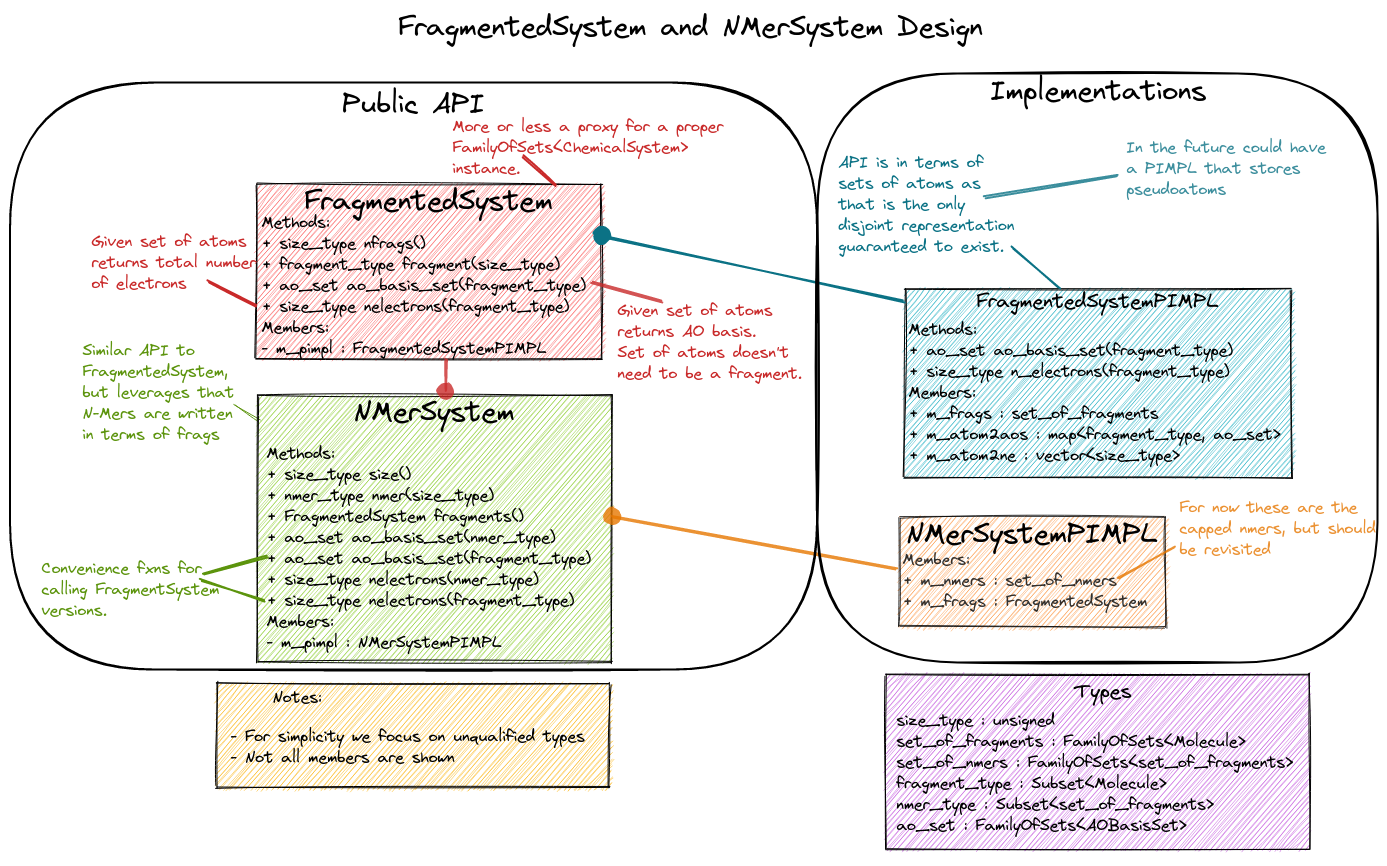 FragmentedSystem and NMerSystem Design
Public API
More or less a proxy for a proper
FamilyOfSets<ChemicalSystem>
instance.
FragmentedSystem
Methods:
+ size_type nfrags()
+ fragment_type fragment(size_type)
+ ao_set ao_basis_set(fragment_type)
+ size_type nelectrons(fragment_type)
Members:
- m_pimpl : FragmentedSystemPIMPL
Given set of atoms
returns total number
of electrons
Given set of atoms
returns AO basis.
Set of atoms doesn't
need to be a fragment.
Similar API to
FragmentedSystem,
but leverages that
N-Mers are written
in terms of frags
NMerSystem
Methods:
+ size_type size()
+ nmer_type nmer(size_type)
+ FragmentedSystem fragments()
+ ao_set ao_basis_set(nmer_type)
+ ao_set ao_basis_set(fragment_type)
+ size_type nelectrons(nmer_type)
+ size_type nelectrons(fragment_type)
Members:
- m_pimpl : NMerSystemPIMPL
Convenience fxns for
calling FragmentSystem
versions.
Implementations
API is in terms of
sets of atoms as
that is the only
disjoint representation
guaranteed to exist.
In the future could have
a PIMPL that stores
pseudoatoms
FragmentedSystemPIMPL
Methods:
+ ao_set ao_basis_set(fragment_type)
+ size_type n_electrons(fragment_type)
Members:
+ m_frags : set_of_fragments
+ m_atom2aos : map<fragment_type, ao_set>
+ m_atom2ne : vector<size_type>
For now these are the
capped nmers, but should
be revisited
NMerSystemPIMPL
Members:
+ m_nmers : set_of_nmers
+ m_frags : FragmentedSystem
Notes:
- For simplicity we focus on unqualified types
- Not all members are shown
Types
size_type : unsigned
set_of_fragments : FamilyOfSets<Molecule>
set_of_nmers : FamilyOfSets<set_of_fragments>
fragment_type : Subset<Molecule>
nmer_type : Subset<set_of_fragments>
ao_set : FamilyOfSets<AOBasisSet>